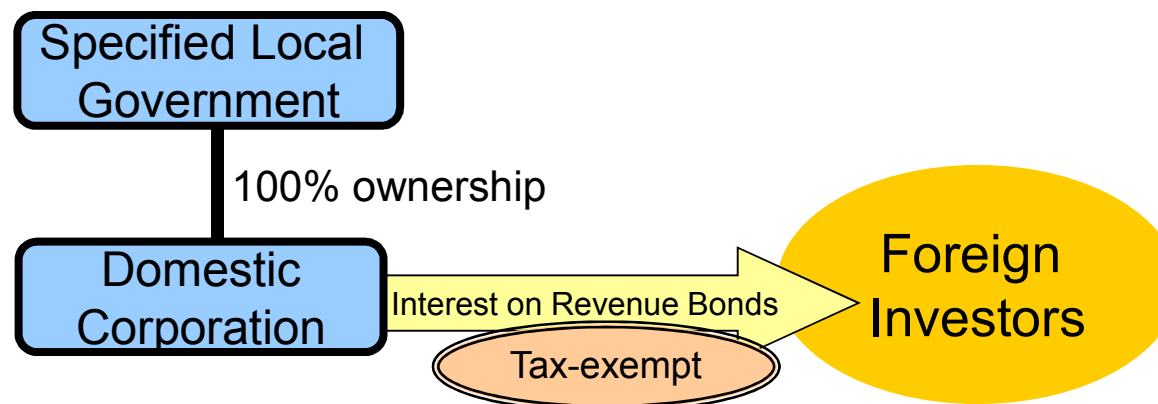 Specified Local
Government
100% ownership
Domestic
Corporation
Interest on Revenue Bonds
Tax-exempt
Foreign
Investors